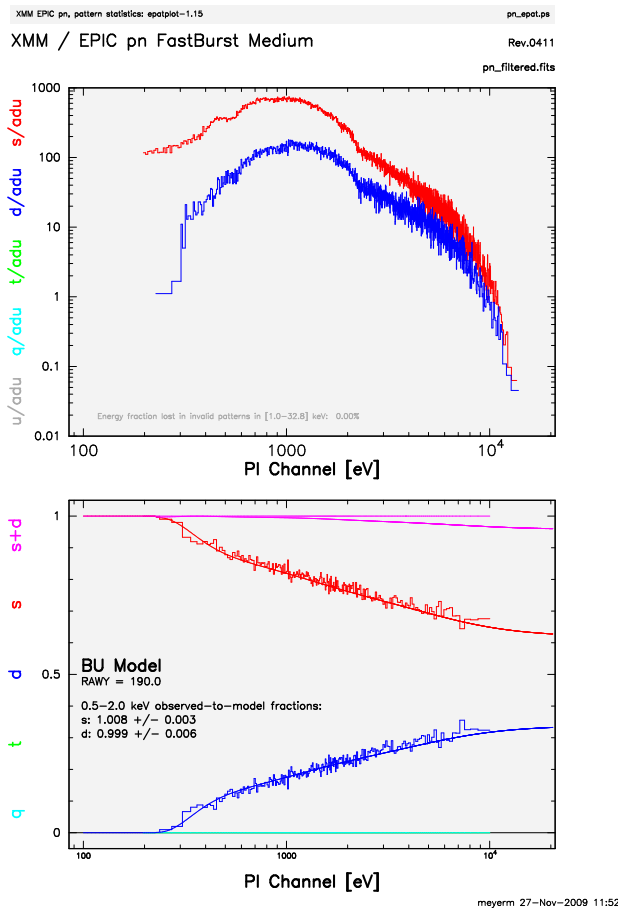 XMM EPIC pn, pattern statistics: epatplot-1.15 pn_epat.ps
XMM / EPIC pn FastBurst Medium Rev.0411
pn_filtered.fits
u/adu q/adu t/adu d/adu s/adu
1000
100
10
1
0.1
0.01
Energy fraction lost in invalid patterns in [1.0-32.8] keV: 0.00%
100 1000 10^4
PI Channel [eV]
q t d s s+d
1
0.5
0
BU Model
RAWY = 190.0
0.5-2.0 keV observed-to-model fractions:
s: 1.008 +/- 0.003
d: 0.999 +/- 0.006
100 1000 10^4
PI Channel [eV]
meyerm 27-Nov-2009 11:52